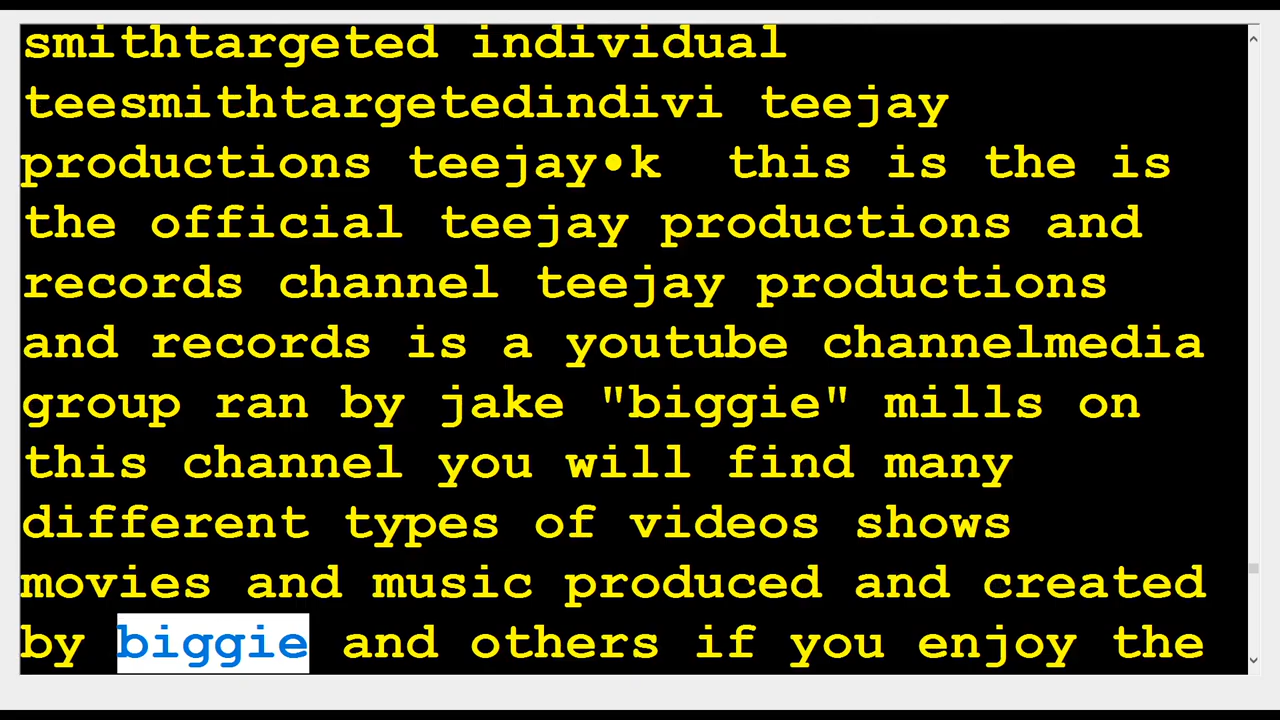 smithtargeted individual
teesmithtargetedindivi teejay
productions teejay•k  this is the is
the official teejay productions and
records channel teejay productions
and records is a youtube channelmedia
group ran by jake "biggie" mills on
this channel you will find many
different types of videos shows
movies and music produced and created
by biggie and others if you enjoy the